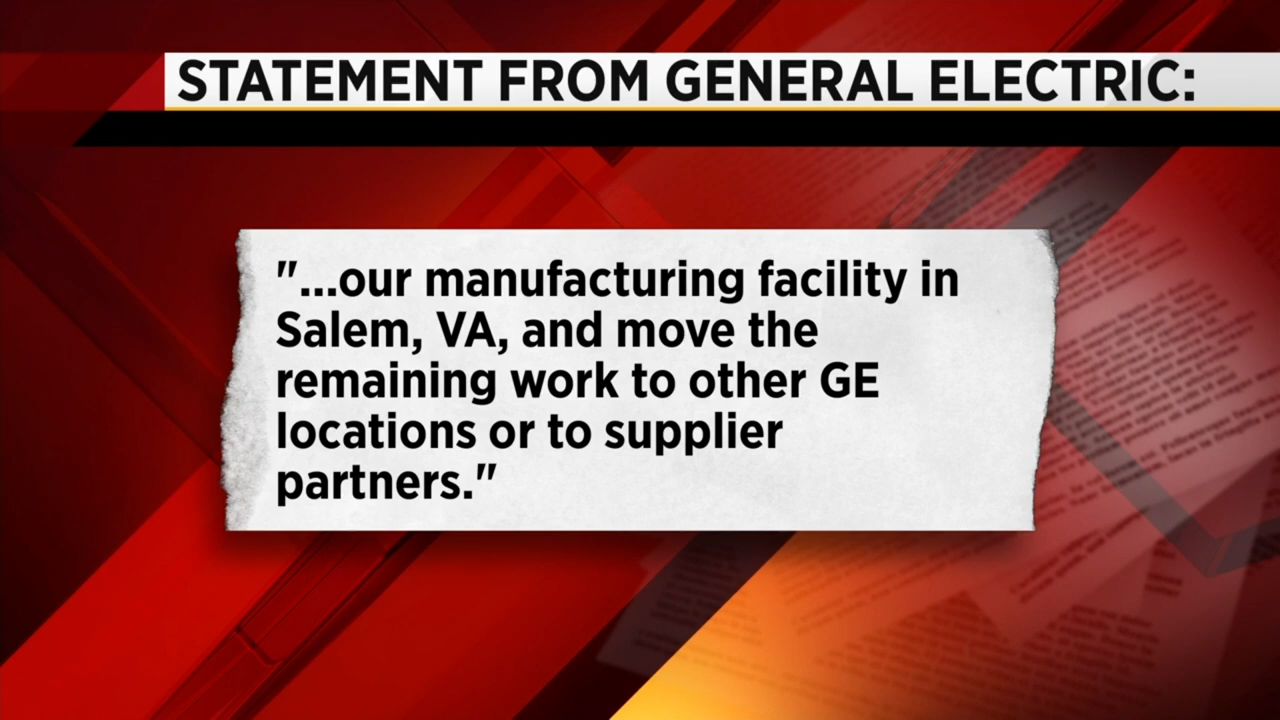 STATEMENT FROM GENERAL ELECTRIC:
"...our manufacturing facility in
Salem, VA, and move the
remaining work to other GE
locations or to supplier
partners."